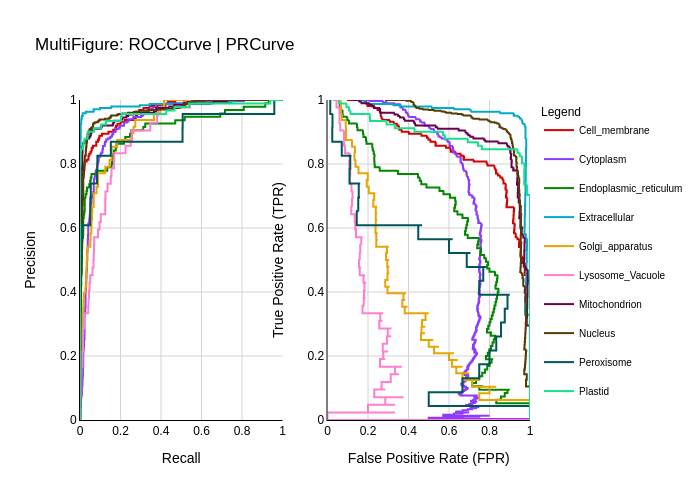 MultiFigure: ROCCurve | PRCurve
Precision
1
0.8
0.6
0.4
0.2
0
0
0.2
0.4
0.6
0.8
1
Recall
True Positive Rate (TPR)
1
0.8
0.6
0.4
0.2
0
0
0.2
0.4
0.6
0.8
1
False Positive Rate (FPR)
Legend
Cell_membrane
Cytoplasm
Endoplasmic_reticulum
Extracellular
Golgi_apparatus
Lysosome_Vacuole
Mitochondrion
Nucleus
Peroxisome
Plastid